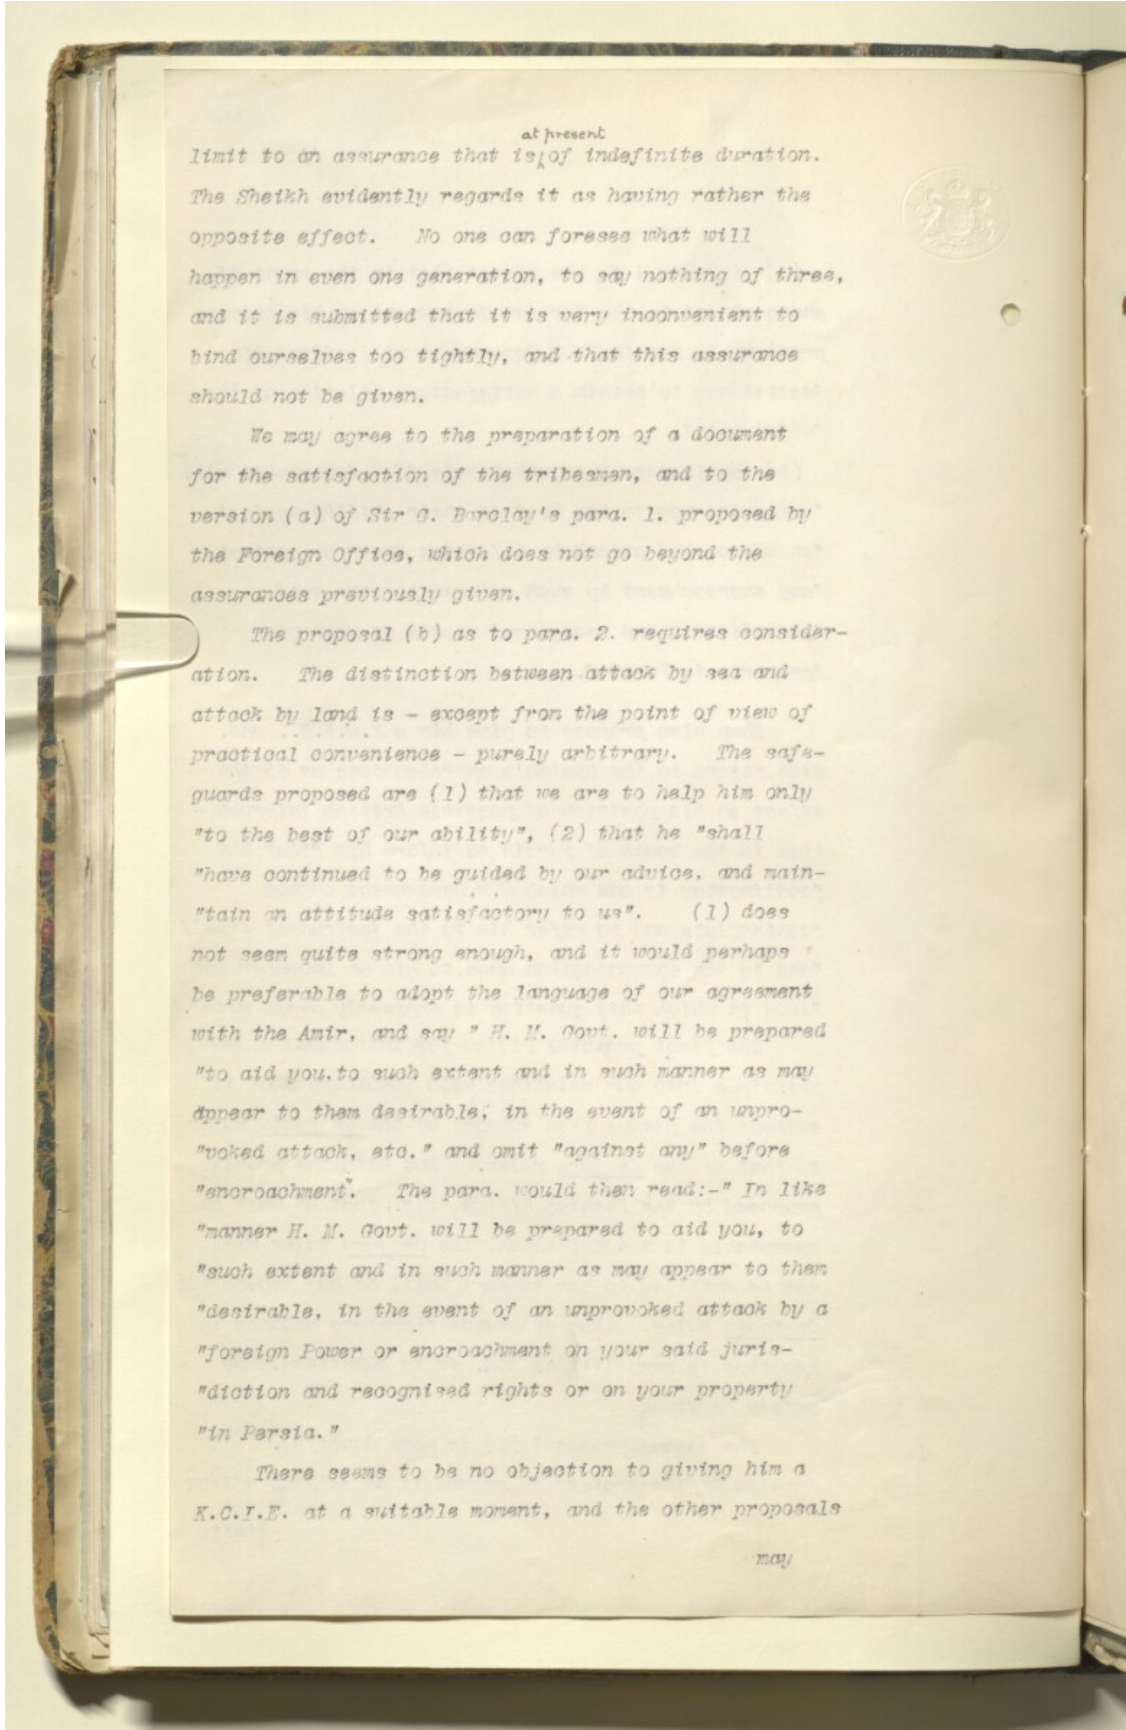 at present
limit to an assurance that is of indefinite duration.
The Sheikh evidently regards it as having rather the
opposite effect. No one can foresee what will
happen in even one generation, to say nothing of three,
and it is submitted that it is very inconvenient to
bind ourselves too tightly, and that this assurance
should not be given.
We may agree to the preparation of a document
for the satisfaction of the tribesmen, and to the
version (a) of Sir G. Barclay's para. 1. proposed by
the Foreign Office, which does not go beyond the
assurances previously given.
The proposal (b) as to para. 2. requires consider-
ation. The distinction between attack by sea and
attack by land is - except from the point of view of
practical convenience - purely arbitrary. The safe-
guards proposed are (1) that we are to help him only
"to the best of our ability", (2) that he "shall
"have continued to be guided by our advice, and main-
"tain an attitude satisfactory to us". (1) does
not seem quite strong enough, and it would perhaps
be preferable to adopt the language of our agreement
with the Amir, and say " H. M. Govt. will be prepared
"to aid you, to such extent and in such manner as may
appear to them desirable, in the event of an unpro-
"voked attack, etc." and omit "against any" before
"encroachment". The para. would then read:-" In like
"manner H. M. Govt. will be prepared to aid you, to
"such extent and in such manner as may appear to them
"desirable, in the event of an unprovoked attack by a
"foreign Power or encroachment on your said juris-
"diction and recognised rights or on your property
"in Persia."
There seems to be no objection to giving him a
K.C.I.E. at a suitable moment, and the other proposals
may